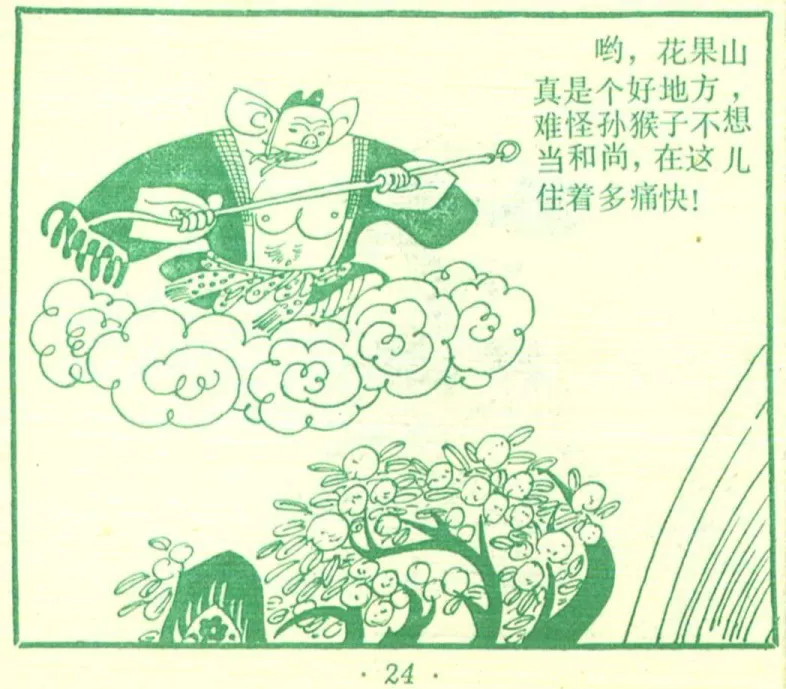 哟，花果山
真是个好地方，
难怪孙猴子不想
当和尚，在这儿
住着多痛快！
· 24 ·